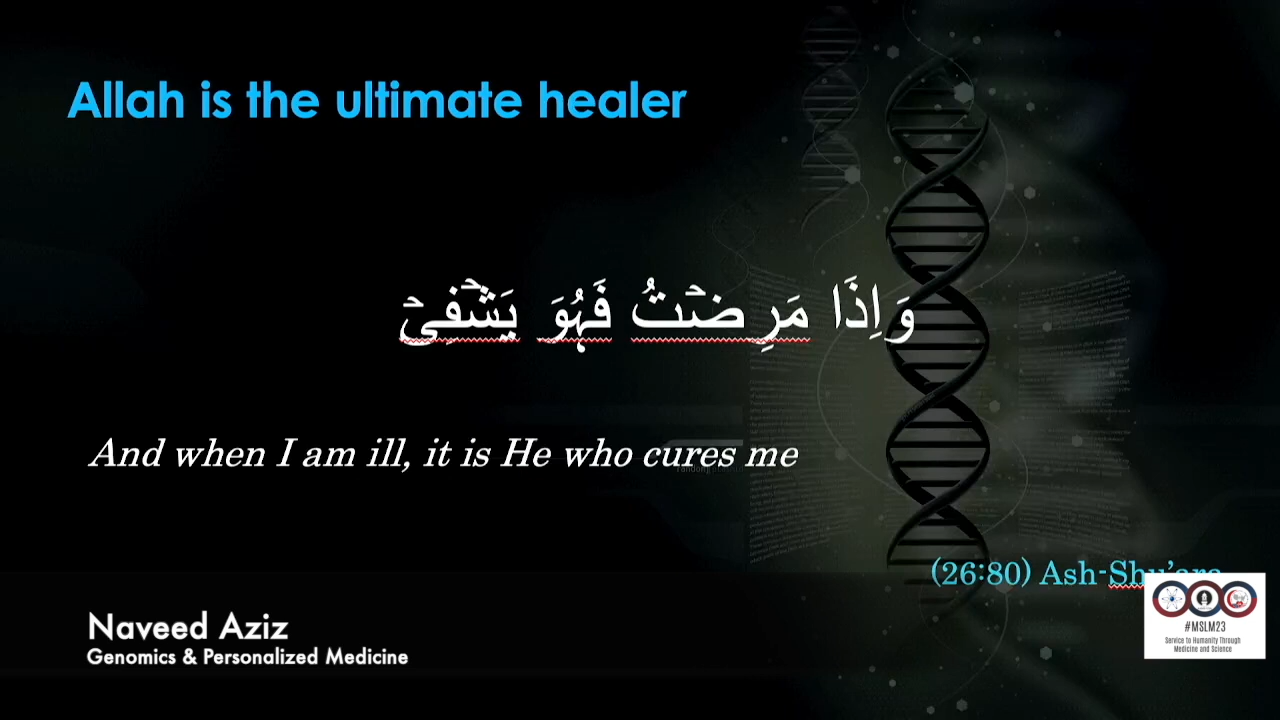 Allah is the ultimate healer
وَاِذَا مَرِضۡتُ فَهُوَ يَشۡفِىۡ
And when I am ill, it is He who cures me
(26:80) Ash-Shu’ara
Naveed Aziz
Genomics & Personalized Medicine
#MSLM23
Service to Humanity Through
Medicine and Science